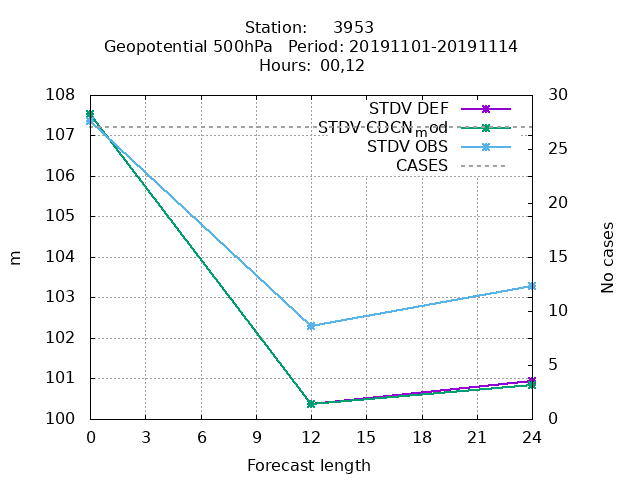 Station: 3953
Geopotential 500hPa Period: 20191101-20191114
Hours: 00,12
108
107
106
105
104
103
102
101
100
m
30
25
20
15
10
5
0
No cases
STDV DEF
STDV CDCNmod
STDV OBS
CASES
0 3 6 9 12 15 18 21 24
Forecast length